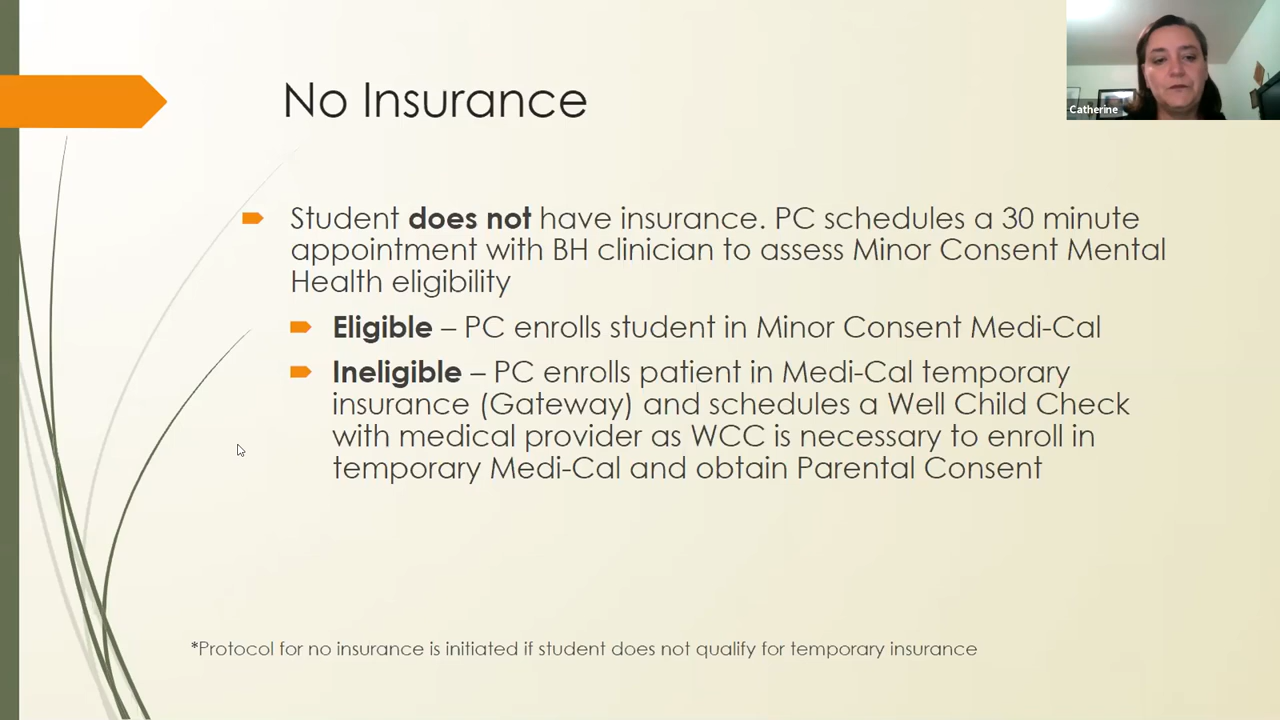 No Insurance
Catherine
Student does not have insurance. PC schedules a 30 minute
appointment with BH clinician to assess Minor Consent Mental
Health eligibility
Eligible – PC enrolls student in Minor Consent Medi-Cal
Ineligible – PC enrolls patient in Medi-Cal temporary
insurance (Gateway) and schedules a Well Child Check
with medical provider as WCC is necessary to enroll in
temporary Medi-Cal and obtain Parental Consent
*Protocol for no insurance is initiated if student does not qualify for temporary insurance